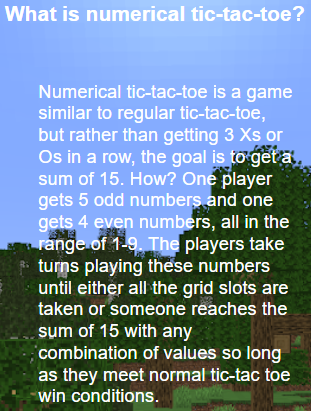 What is numerical tic-tac-toe?
Numerical tic-tac-toe is a game
similar to regular tic-tac-toe,
but rather than getting 3 Xs or
Os in a row, the goal is to get a
sum of 15. How? One player
gets 5 odd numbers and one
gets 4 even numbers, all in the
range of 1-9. The players take
turns playing these numbers
until either all the grid slots are
taken or someone reaches the
sum of 15 with any
combination of values so long
as they meet normal tic-tac toe
win conditions.